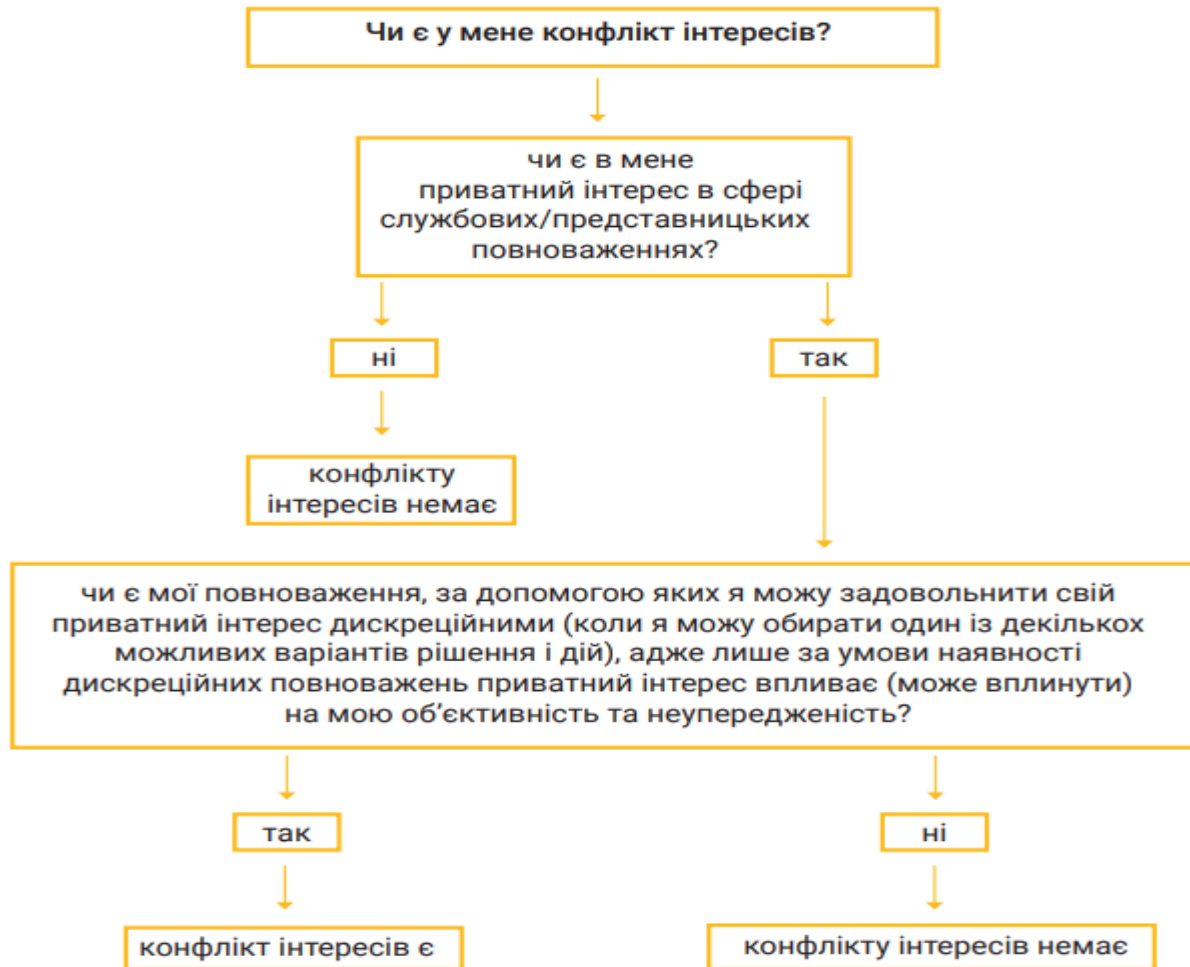 Чи є у мене конфлікт інтересів?
чи є в мене
приватний інтерес в сфері
службових/представницьких
повноваженнях?
ні
так
конфлікту
інтересів немає
чи є мої повноваження, за допомогою яких я можу задовольнити свій
приватний інтерес дискреційними (коли я можу обирати один із декількох
можливих варіантів рішення і дій), адже лише за умови наявності
дискреційних повноважень приватний інтерес впливає (може вплинути)
на мою об’єктивність та неупередженість?
так
ні
конфлікт інтересів є
конфлікту інтересів немає